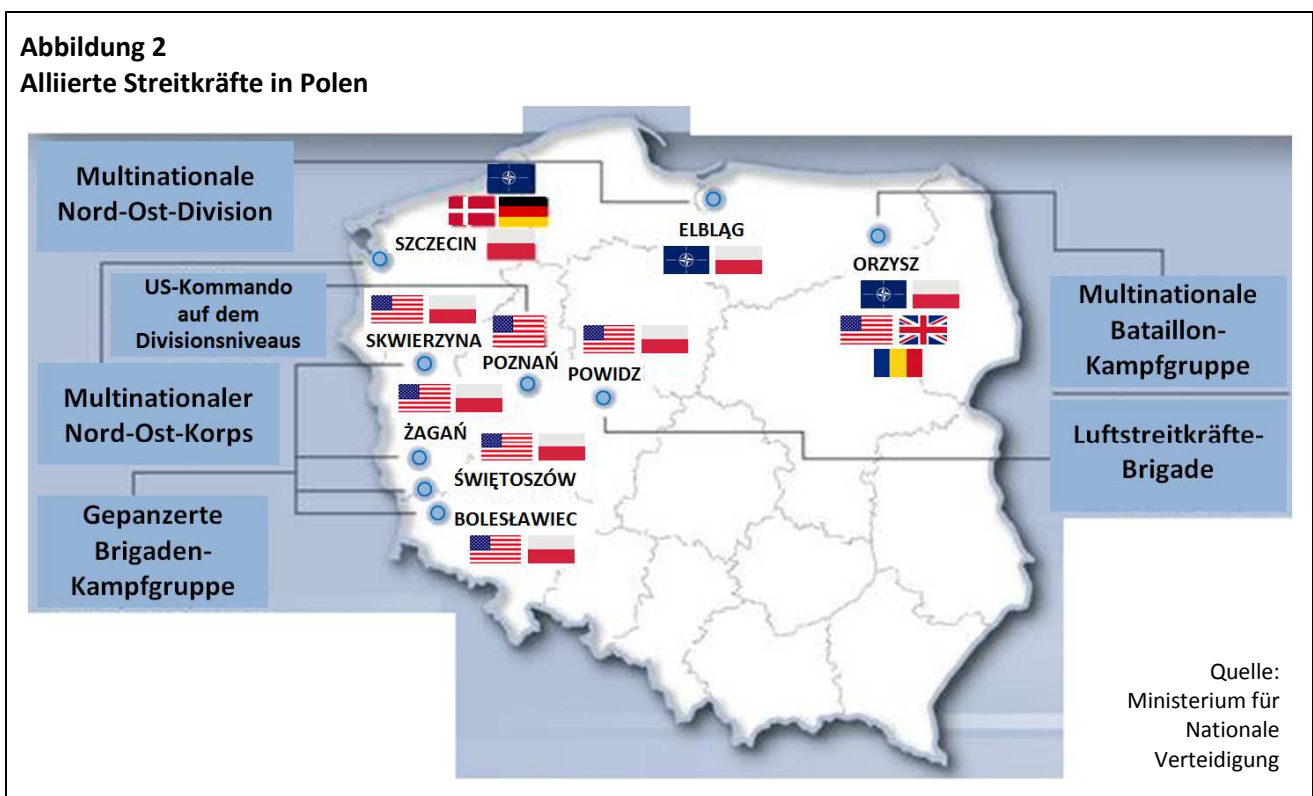 Abbildung 2
Alliierte Streitkräfte in Polen
Multinationale
Nord-Ost-Division
SZCZECIN
ELBLĄG
ORZYSZ
US-Kommando
auf dem
Divisionsniveaus
SKWIERZYNA
POZNAŃ
POWIDZ
Multinationale
Bataillon-
Kampfgruppe
Multinationaler
Nord-Ost-Korps
ŻAGAŃ
ŚWIĘTOSZÓW
Luftstreitkräfte-
Brigade
Gepanzerte
Brigaden-
Kampfgruppe
BOLESŁAWIEC
Quelle:
Ministerium für
Nationale
Verteidigung